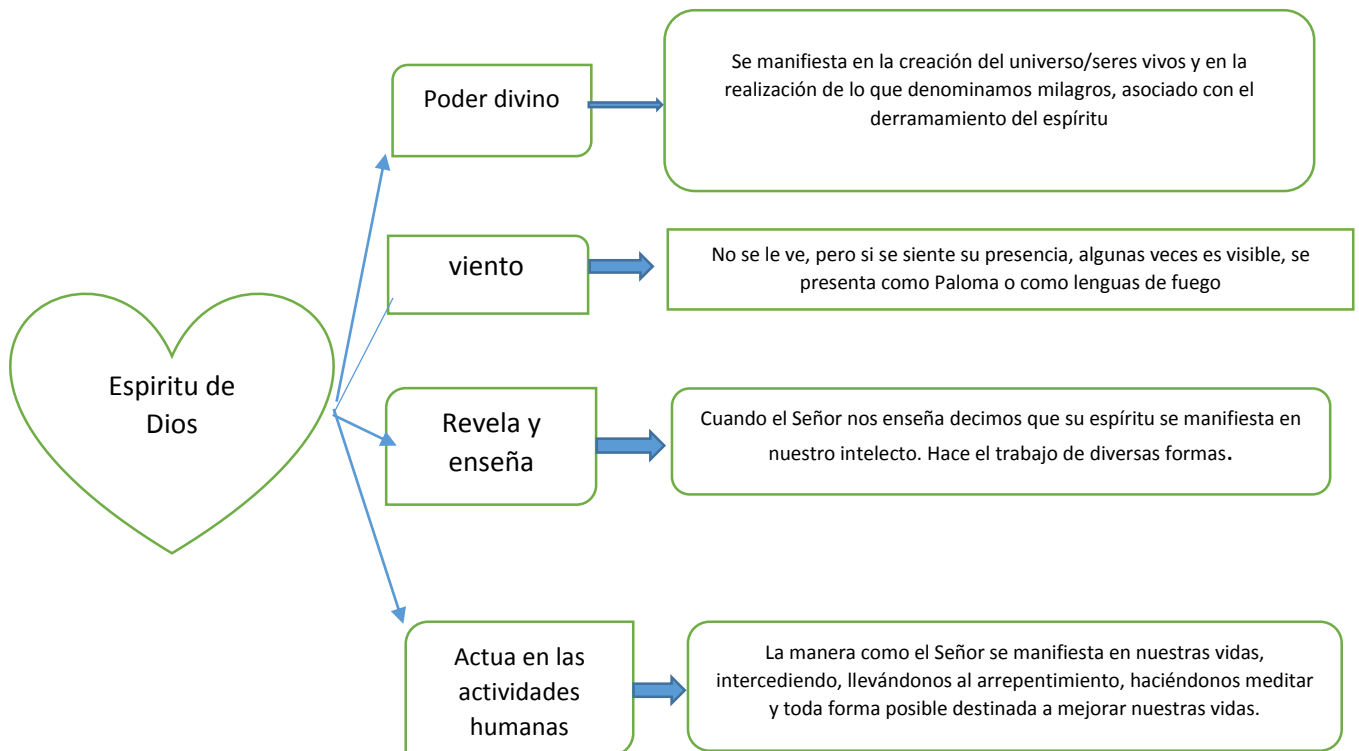 Espiritu de
Dios
Poder divino
Se manifiesta en la creación del universo/seres vivos y en la
realización de lo que denominamos milagros, asociado con el
derramamiento del espíritu
viento
No se le ve, pero si se siente su presencia, algunas veces es visible, se
presenta como Paloma o como lenguas de fuego
Revela y
enseña
Cuando el Señor nos enseña decimos que su espíritu se manifiesta en
nuestro intelecto. Hace el trabajo de diversas formas.
Actua en las
actividades
humanas
La manera como el Señor se manifiesta en nuestras vidas,
intercediendo, llevándonos al arrepentimiento, haciéndonos meditar
y toda forma posible destinada a mejorar nuestras vidas.